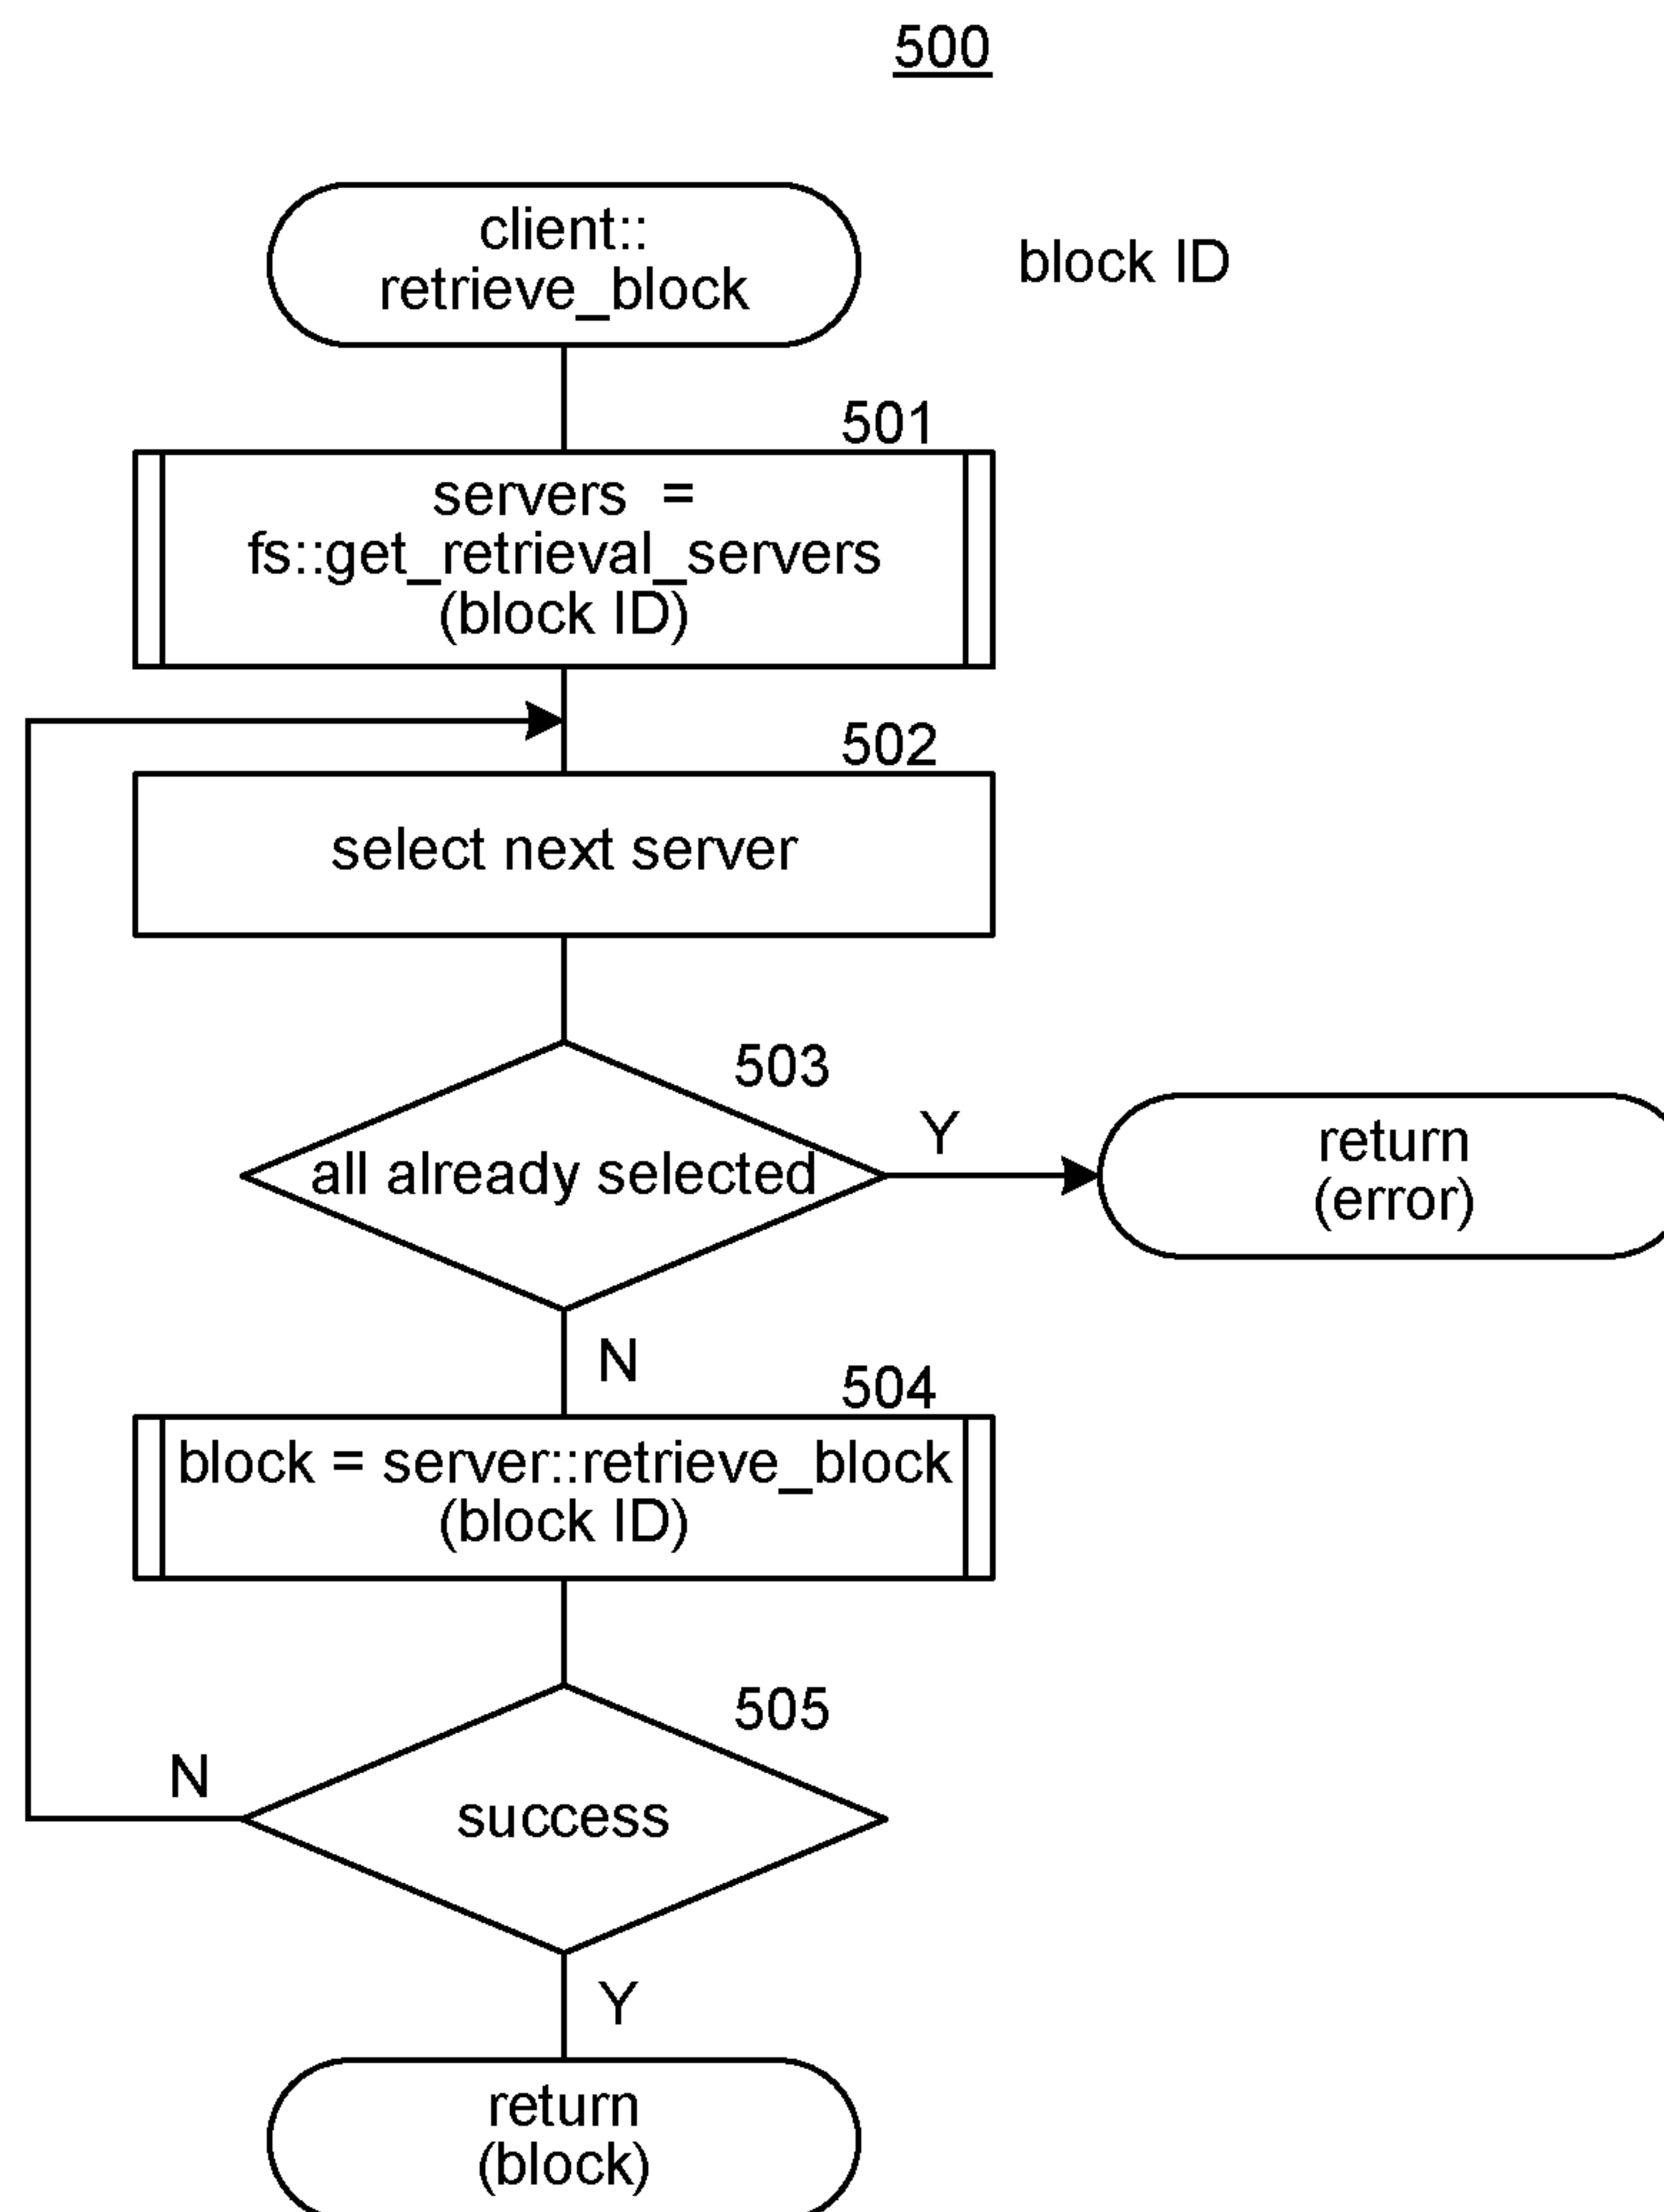 500
client::
retrieve_block
block ID
501
servers =
fs::get_retrieval_servers
(block ID)
502
select next server
503
all already selected
Y
return
(error)
N
504
block = server::retrieve_block
(block ID)
505
N
success
Y
return
(block)